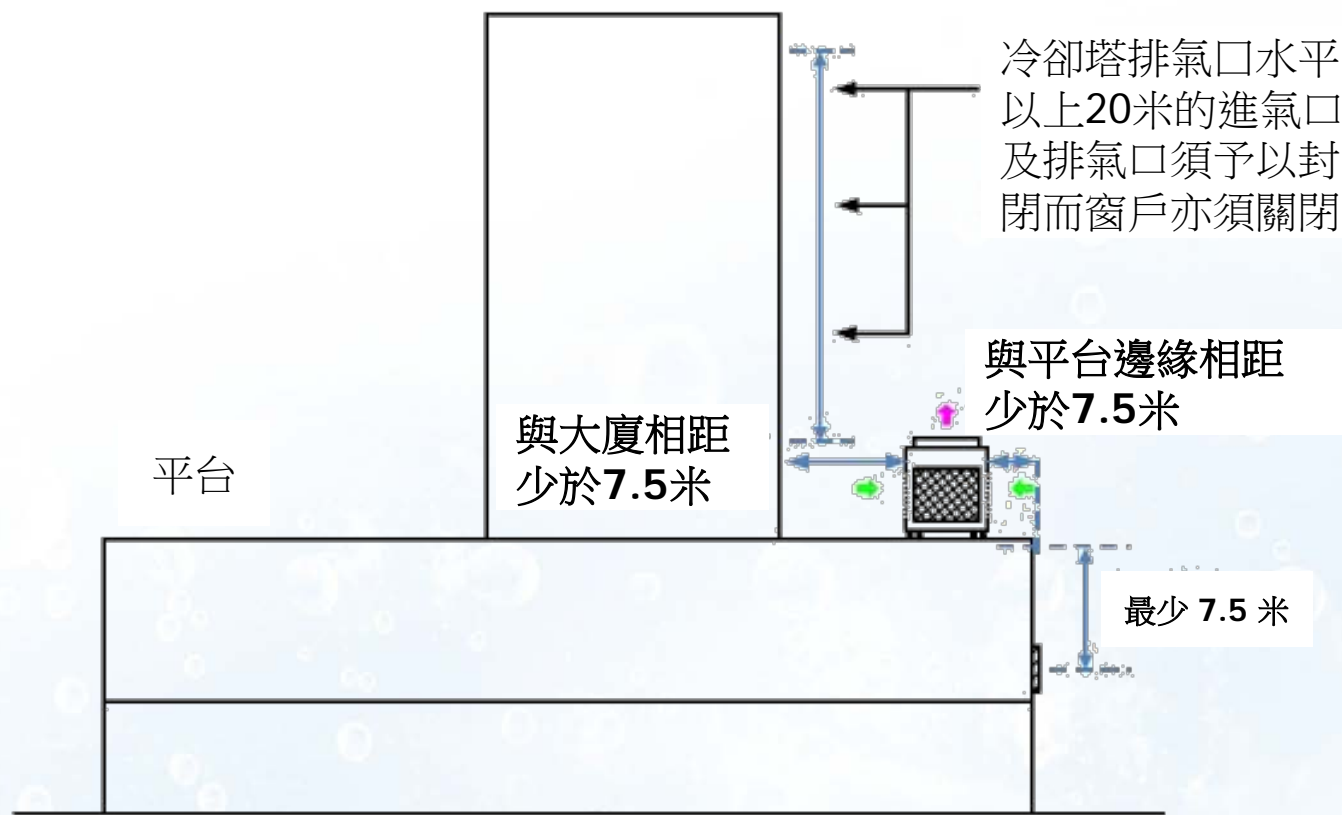 冷卻塔排氣口水平
以上20米的進氣口
及排氣口須予以封
閉而窗戶亦須關閉
與平台邊緣相距
少於7.5米
與大廈相距
少於7.5米
平台
最少 7.5 米